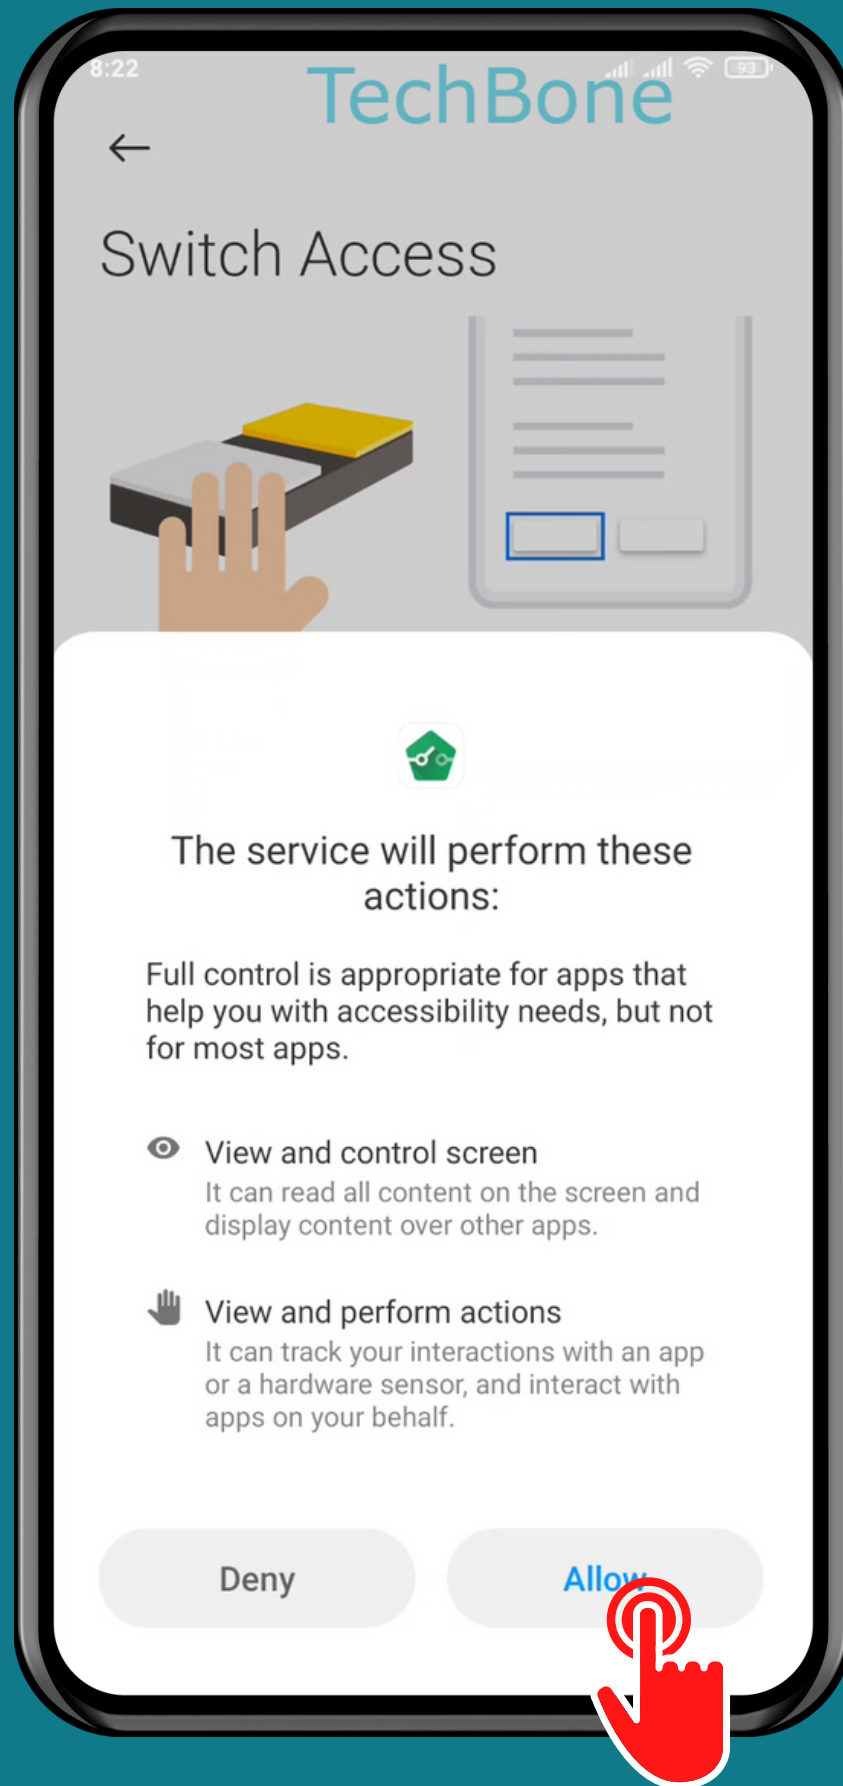 8:22
TechBone
93
Switch Access
The service will perform these
actions:
Full control is appropriate for apps that
help you with accessibility needs, but not
for most apps.
View and control screen
It can read all content on the screen and
display content over other apps.
View and perform actions
It can track your interactions with an app
or a hardware sensor, and interact with
apps on your behalf.
Deny
Allow